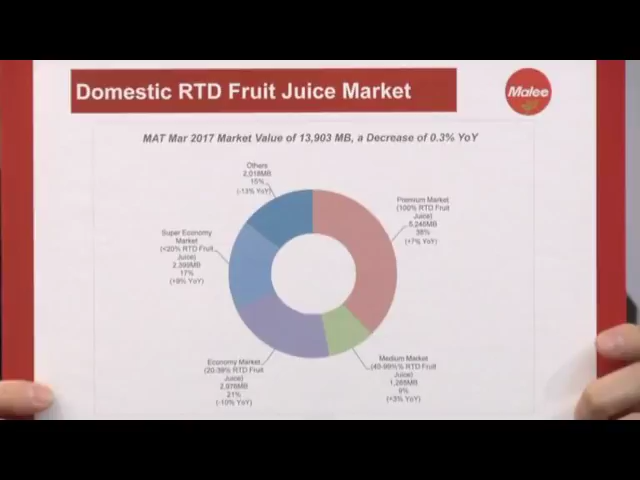 Domestic RTD Fruit Juice Market
Malee
MAT Mar 2017 Market Value of 13,903 MB, a Decrease of 0.3% YoY
Others
2,018MB
15%
(-13% YoY)
Premium Market
(100% RTD Fruit
Juice)
5,245MB
38%
(+7% YoY)
Super Economy
Market
(<20% RTD Fruit
Juice)
2,399MB
17%
(+9% YoY)
Economy Market
(20-39% RTD Fruit
Juice)
2,976MB
21%
(-10% YoY)
Medium Market
(40-99%% RTD Fruit
Juice)
1,265MB
9%
(+3% YoY)